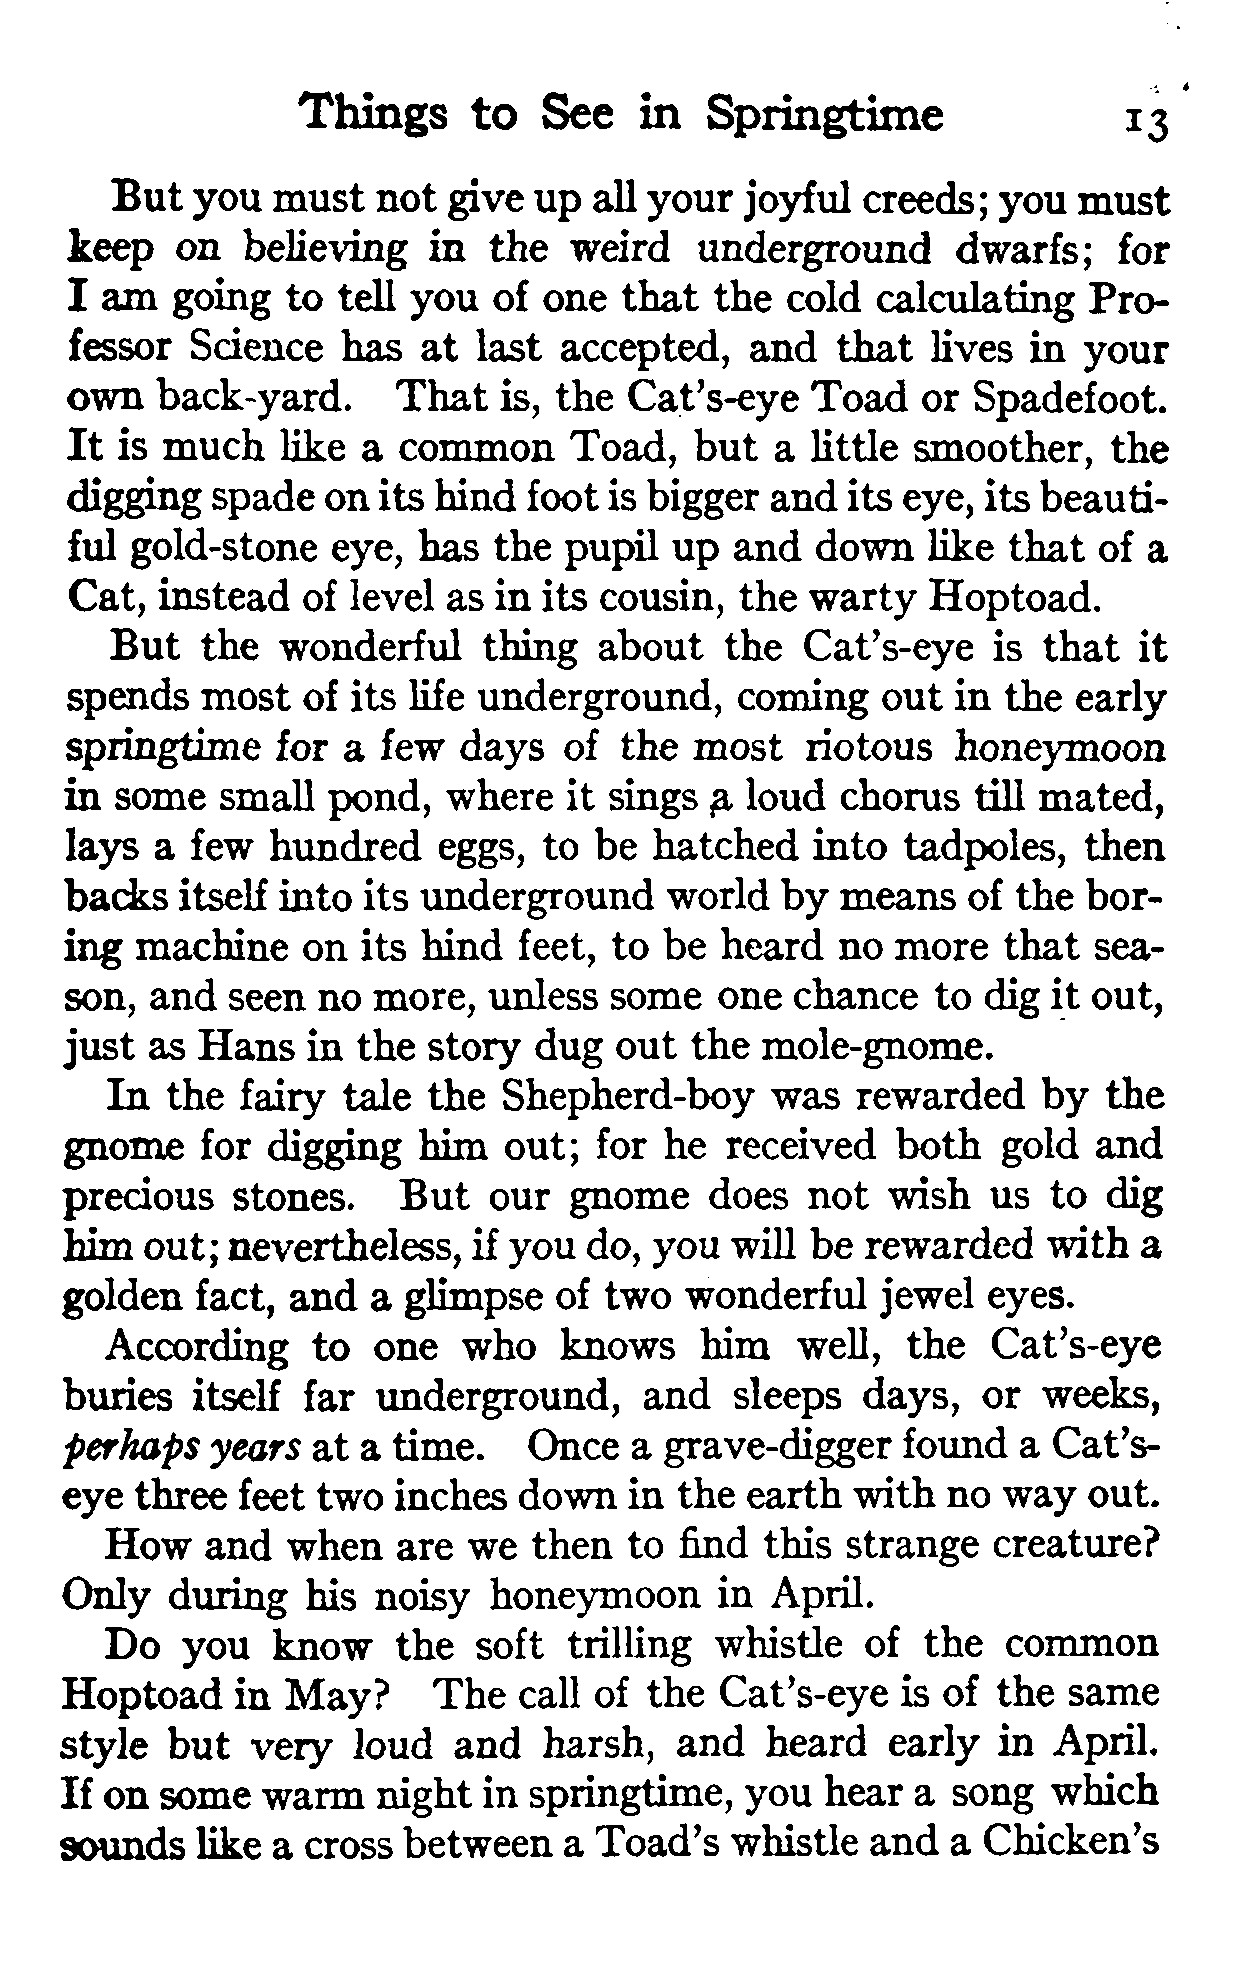 Things to See in Springtime 13
But you must not give up all your joyful creeds; you must
keep on believing in the weird underground dwarfs; for
I am going to tell you of one that the cold calculating Pro-
fessor Science has at last accepted, and that lives in your
own back-yard. That is, the Cat's-eye Toad or Spadefoot.
It is much like a common Toad, but a little smoother, the
digging spade on its hind foot is bigger and its eye, its beauti-
ful gold-stone eye, has the pupil up and down like that of a
Cat, instead of level as in its cousin, the warty Hoptoad.
But the wonderful thing about the Cat's-eye is that it
spends most of its life underground, coming out in the early
springtime for a few days of the most riotous honeymoon
in some small pond, where it sings a loud chorus till mated,
lays a few hundred eggs, to be hatched into tadpoles, then
backs itself into its underground world by means of the bor-
ing machine on its hind feet, to be heard no more that sea-
son, and seen no more, unless some one chance to dig it out,
just as Hans in the story dug out the mole-gnome.
In the fairy tale the Shepherd-boy was rewarded by the
gnome for digging him out; for he received both gold and
precious stones. But our gnome does not wish us to dig
him out; nevertheless, if you do, you will be rewarded with a
golden fact, and a glimpse of two wonderful jewel eyes.
According to one who knows him well, the Cat's-eye
buries itself far underground, and sleeps days, or weeks,
perhaps years at a time. Once a grave-digger found a Cat's-
eye three feet two inches down in the earth with no way out.
How and when are we then to find this strange creature?
Only during his noisy honeymoon in April.
Do you know the soft trilling whistle of the common
Hoptoad in May? The call of the Cat's-eye is of the same
style but very loud and harsh, and heard early in April.
If on some warm night in springtime, you hear a song which
sounds like a cross between a Toad's whistle and a Chicken's